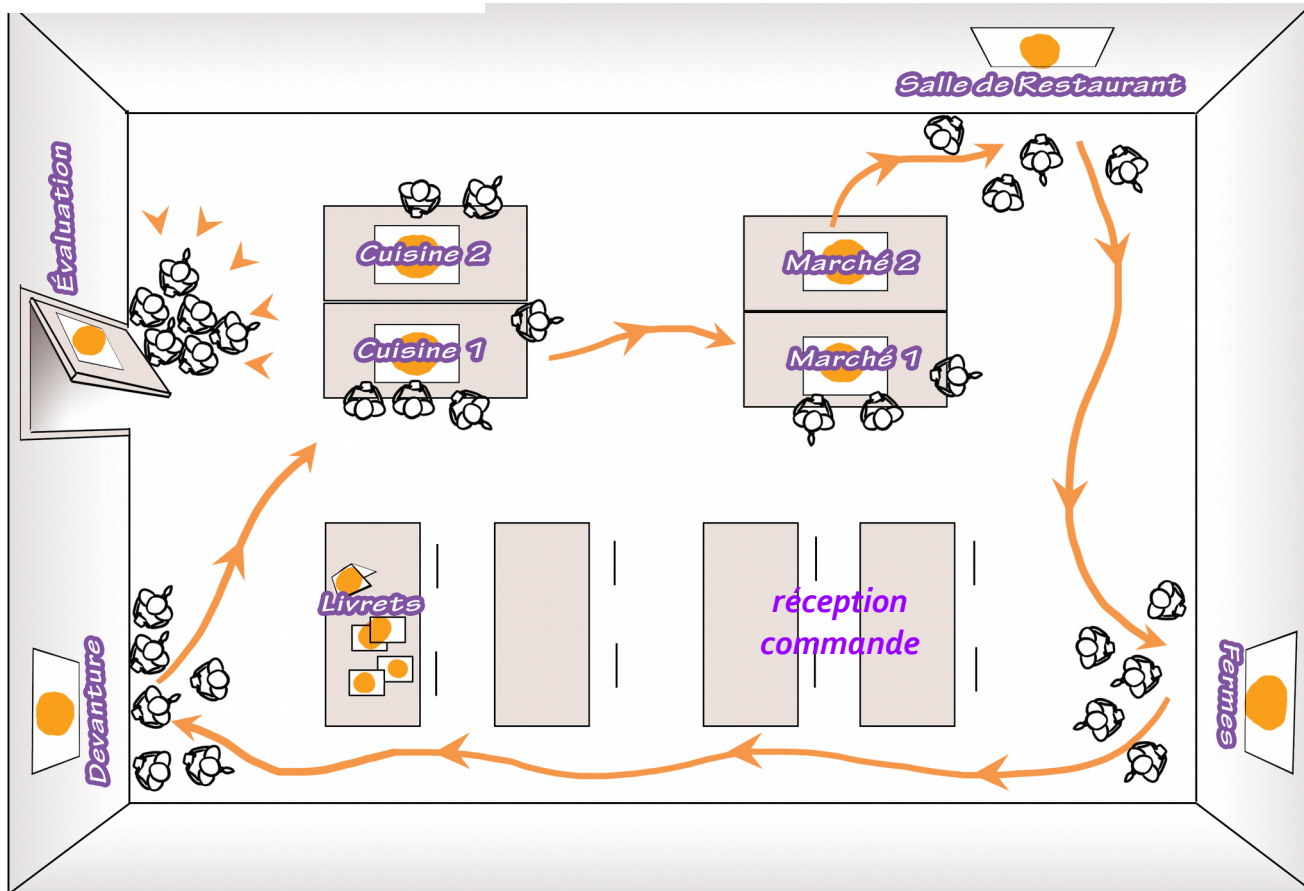 Salle de Restaurant
Évaluation
Cuisine 2
Marché 2
Cuisine 1
Marché 1
Livrets
réception
commande
Devanture
Fermes